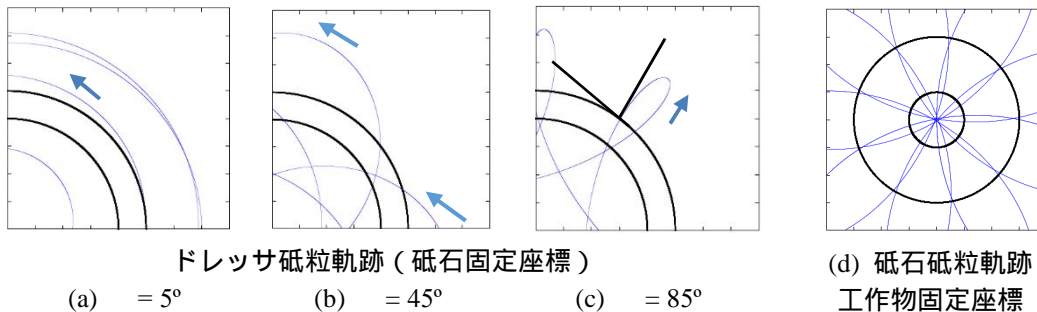 ドレッサ砥粒軌跡（砥石固定座標）
(a) = 5º (b) = 45º (c) = 85º
(d) 砥石砥粒軌跡
工作物固定座標